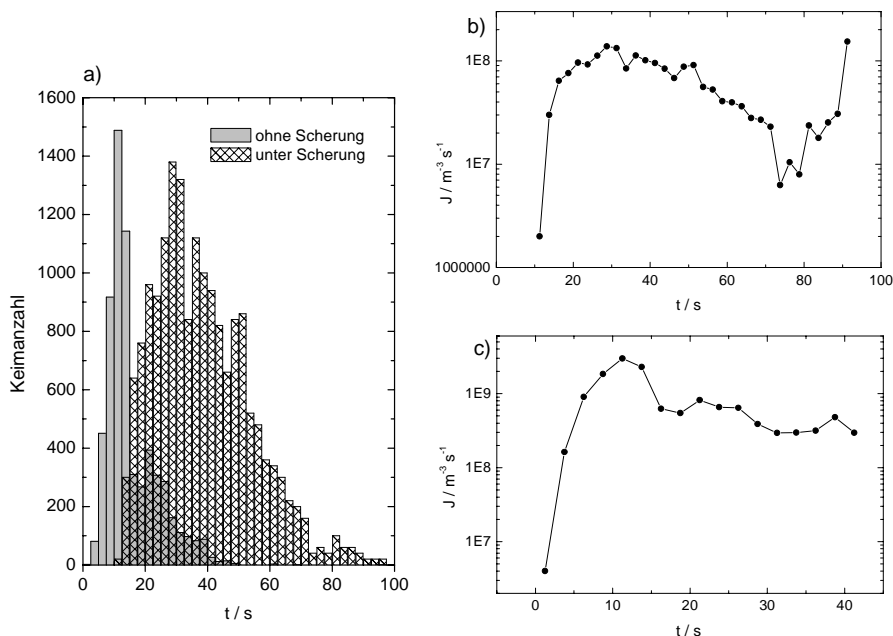 a)
1600
1400
1200
1000
800
600
400
200
0
Keimanzahl
ohne Scherung
unter Scherung
0 20 40 60 80 100
t / s
b)
1E8
1E7
1000000
J / m⁻³ s⁻¹
0 20 40 60 80 100
t / s
c)
1E9
1E8
1E7
J / m⁻³ s⁻¹
0 10 20 30 40
t / s